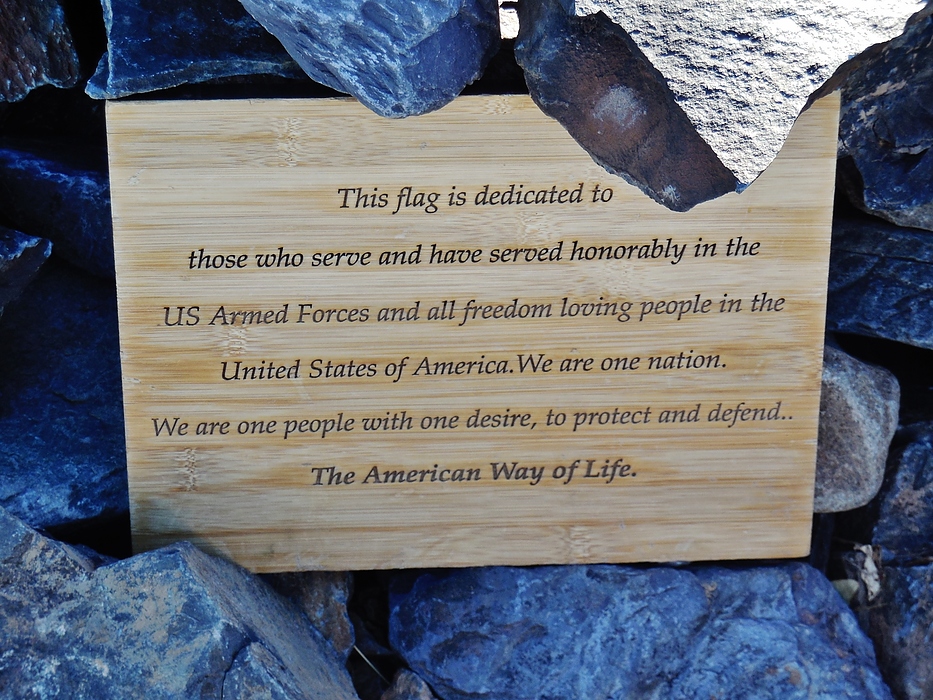 This flag is dedicated to
those who serve and have served honorably in the
US Armed Forces and all freedom loving people in the
United States of America.We are one nation.
We are one people with one desire, to protect and defend..
The American Way of Life.